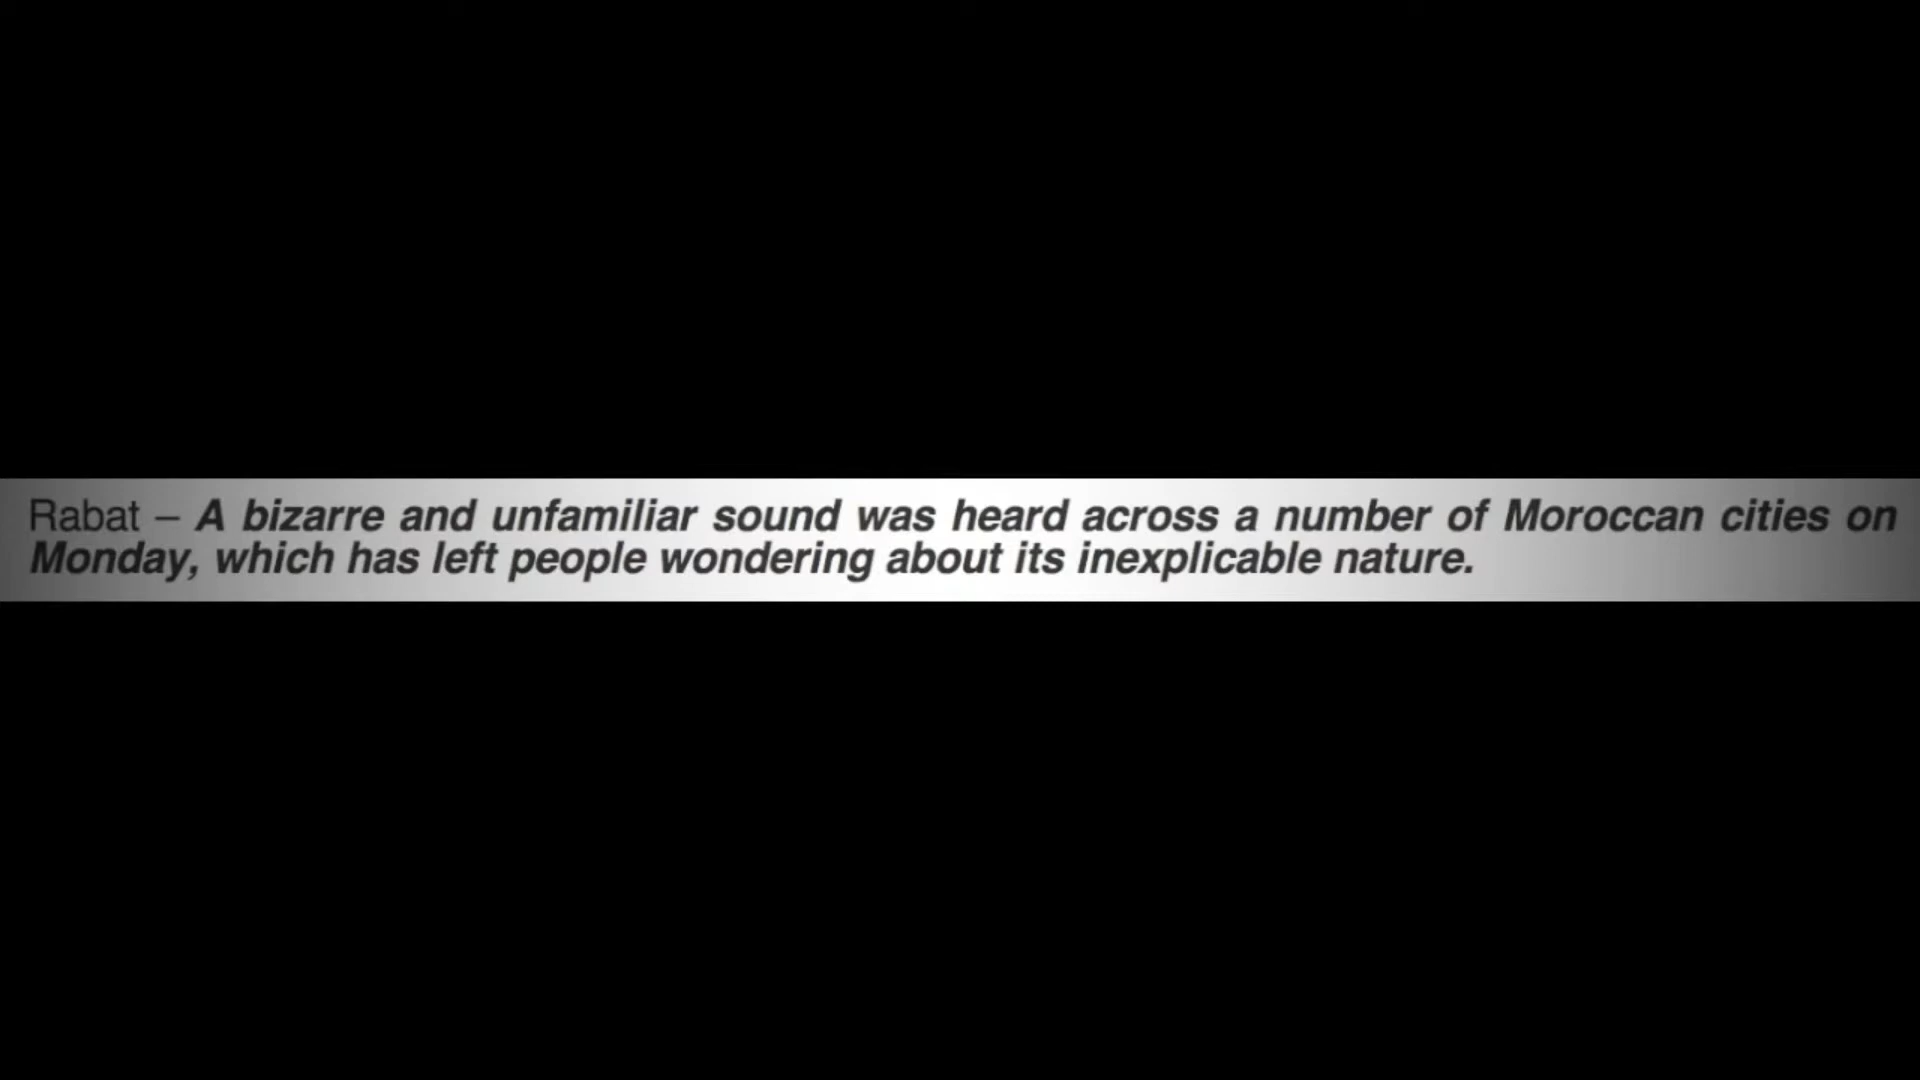 Rabat – A bizarre and unfamiliar sound was heard across a number of Moroccan cities on
Monday, which has left people wondering about its inexplicable nature.